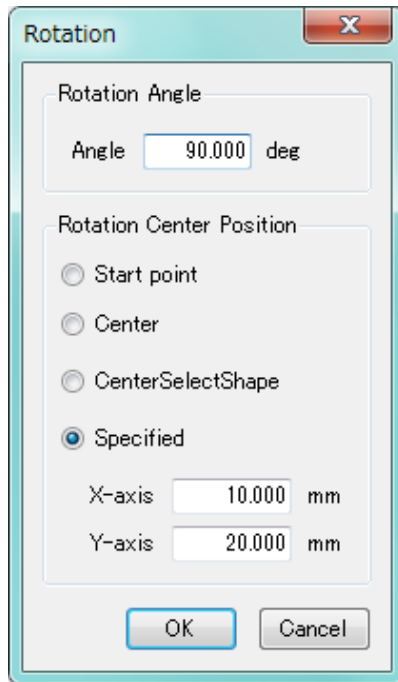 Rotation
Rotation Angle
Angle 90.000 deg
Rotation Center Position
Start point
Center
CenterSelectShape
Specified
X-axis 10.000 mm
Y-axis 20.000 mm
OK Cancel